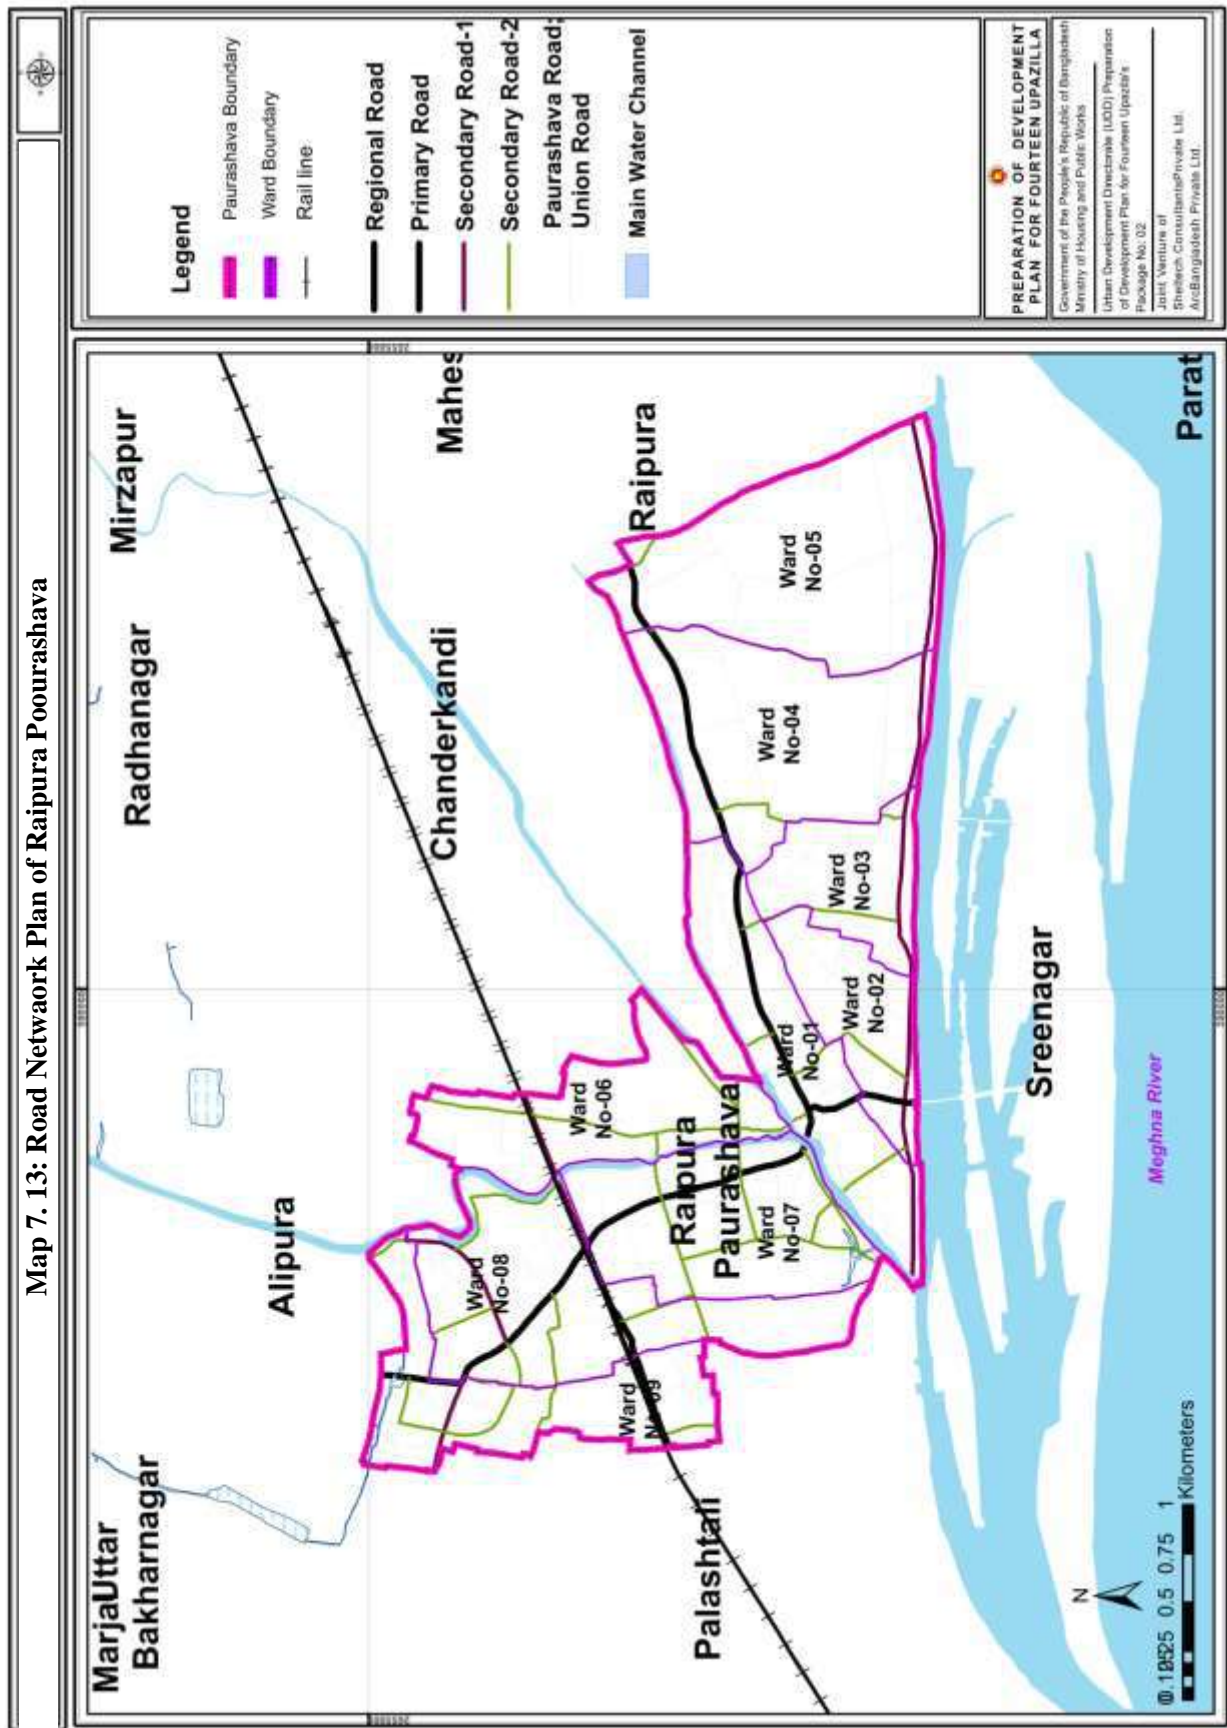 Map 7. 13: Road Netwaork Plan of Raipura Poourashava
Mirzapur
Radhanagar
Alipura
MarjalUttar
Bakharnagar
Mahes
Chanderkandi
Raipura
Ward
No-05
Ward
No-04
Ward
No-03
Ward
No-02
Ward
No-01
Ward
No-06
Raipura
Paurashava
Ward
No-07
Ward
No-08
Ward
No-09
Palashtali
Sreenagar
Meghna River
Parat
N
1
0.75
0.5
Kilometers
Legend
Paurashava Boundary
Ward Boundary
Rail line
Regional Road
Primary Road
Secondary Road-1
Secondary Road-2
Paurashava Road;
Union Road
Main Water Channel
PREPARATION OF DEVELOPMENT
PLAN FOR FOURTEEN UPAZILLA
Government of the People's Republic of Bangladesh
Ministry of Housing and Public Works
Urban Development Directorate (UDD) Preparation
of Development Plan for Fourteen Upazila's
Package No: 02
Joint Venture of
Sheltech ConsultantsPrivate Ltd.
ArcBangladesh Private Ltd.